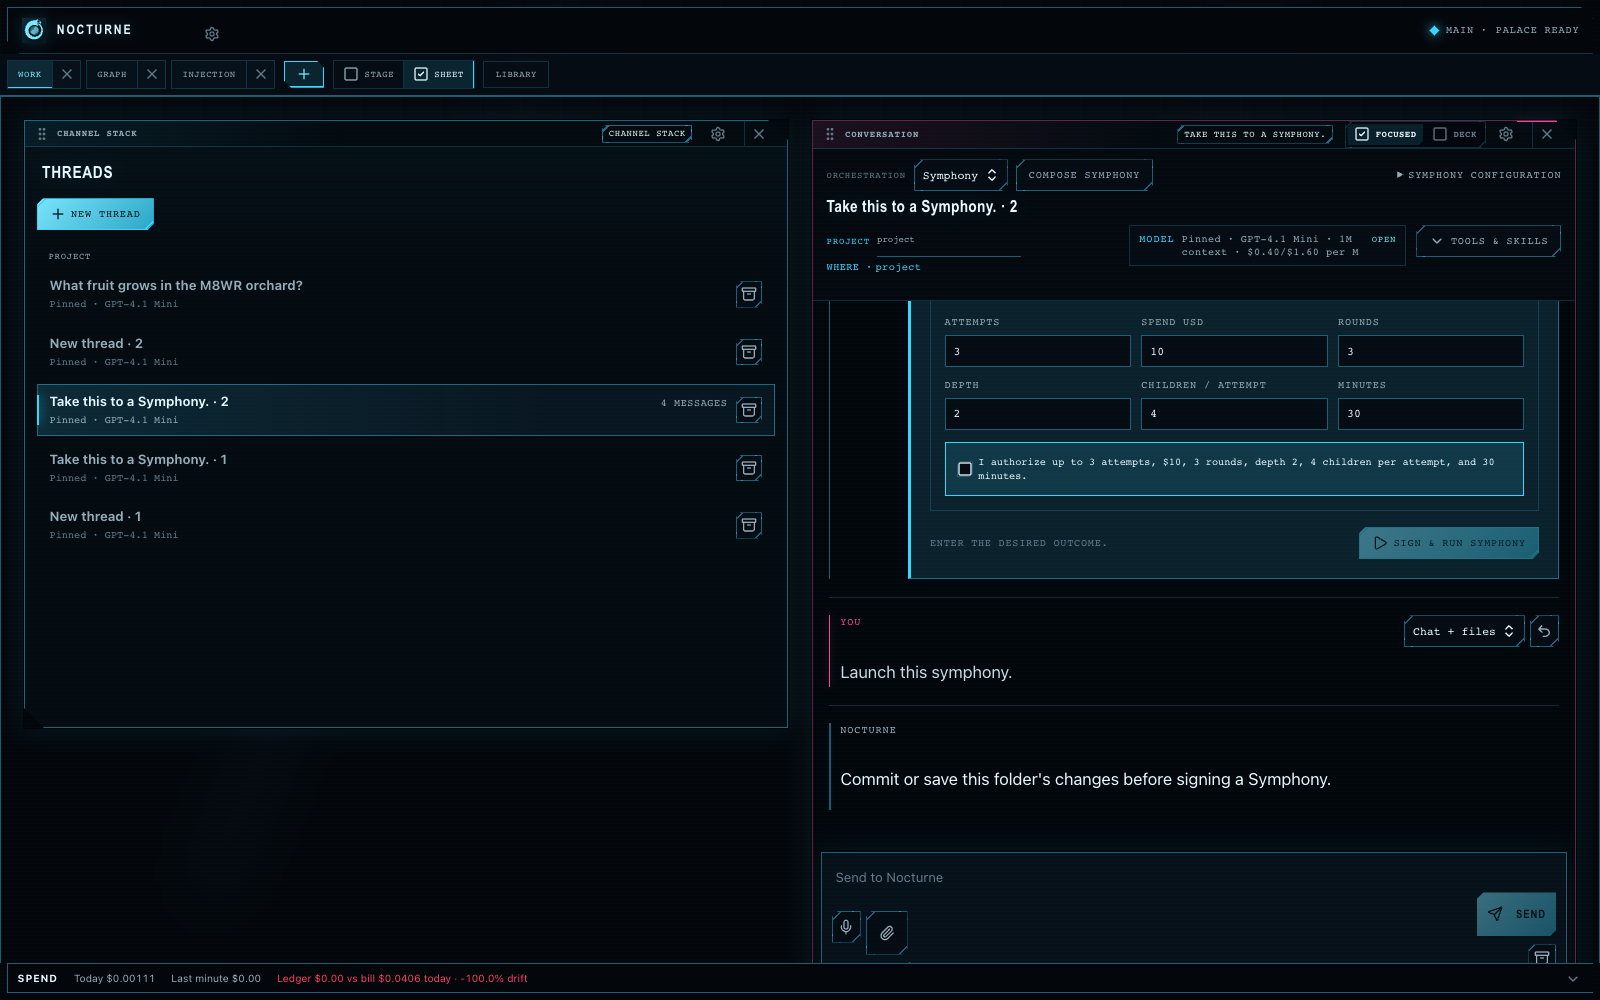 NOCTURNE
MAIN · PALACE READY
WORK
GRAPH
INJECTION
STAGE
SHEET
LIBRARY
CHANNEL STACK
CHANNEL STACK
THREADS
NEW THREAD
PROJECT
What fruit grows in the M8WR orchard?
Pinned · GPT-4.1 Mini
New thread · 2
Pinned · GPT-4.1 Mini
Take this to a Symphony. · 2
4 MESSAGES
Pinned · GPT-4.1 Mini
Take this to a Symphony. · 1
Pinned · GPT-4.1 Mini
New thread · 1
Pinned · GPT-4.1 Mini
CONVERSATION
TAKE THIS TO A SYMPHONY.
FOCUSED
DECK
ORCHESTRATION
Symphony
COMPOSE SYMPHONY
SYMPHONY CONFIGURATION
Take this to a Symphony. · 2
PROJECT project
WHERE · project
MODEL Pinned · GPT-4.1 Mini · 1M
context · $0.40/$1.60 per M
OPEN
TOOLS & SKILLS
ATTEMPTS
SPEND USD
ROUNDS
3
10
3
DEPTH
CHILDREN / ATTEMPT
MINUTES
2
4
30
I authorize up to 3 attempts, $10, 3 rounds, depth 2, 4 children per attempt, and 30
minutes.
ENTER THE DESIRED OUTCOME.
SIGN & RUN SYMPHONY
YOU
Chat + files
Launch this symphony.
NOCTURNE
Commit or save this folder's changes before signing a Symphony.
Send to Nocturne
SEND
SPEND
Today $0.00111
Last minute $0.00
Ledger $0.00 vs bill $0.0406 today · -100.0% drift